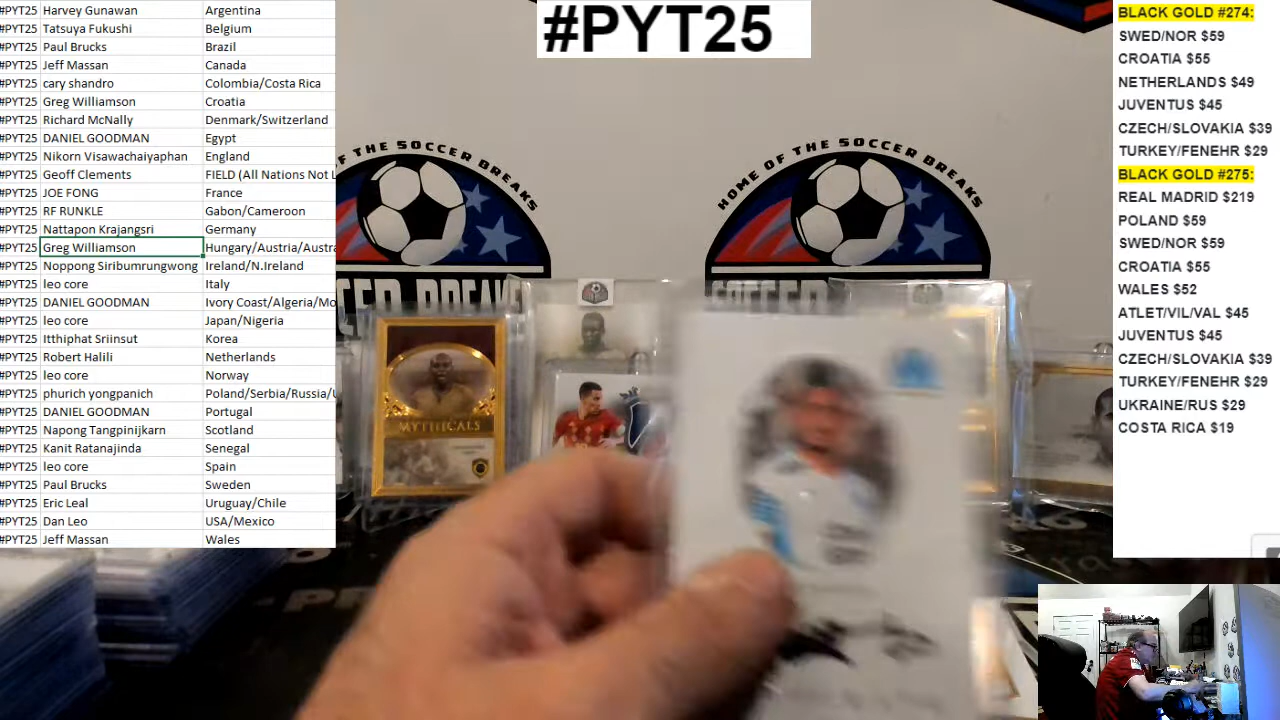 #PYT25 Harvey Gunawan Argentina
#PYT25 Tatsuya Fukushi Belgium
#PYT25 Paul Brucks Brazil
#PYT25 Jeff Massan Canada
#PYT25 cary shandro Colombia/Costa Rica
#PYT25 Greg Williamson Croatia
#PYT25 Richard McNally Denmark/Switzerland
#PYT25 DANIEL GOODMAN Egypt
#PYT25 Nikorn Visawachaiyaphan England
#PYT25 Geoff Clements FIELD (All Nations Not L
#PYT25 JOE FONG France
#PYT25 RF RUNKLE Gabon/Cameroon
#PYT25 Nattapon Krajangsri Germany
#PYT25 Greg Williamson Hungary/Austria/Austra
#PYT25 Noppong Siribumrungwong Ireland/N.Ireland
#PYT25 leo core Italy
#PYT25 DANIEL GOODMAN Ivory Coast/Algeria/Mo
#PYT25 leo core Japan/Nigeria
#PYT25 Itthiphat Sriinsut Korea
#PYT25 Robert Halili Netherlands
#PYT25 leo core Norway
#PYT25 phurich yongpanich Poland/Serbia/Russia/U
#PYT25 DANIEL GOODMAN Portugal
#PYT25 Napong Tangpinijkarn Scotland
#PYT25 Kanit Ratanajinda Senegal
#PYT25 leo core Spain
#PYT25 Paul Brucks Sweden
#PYT25 Eric Leal Uruguay/Chile
#PYT25 Dan Leo USA/Mexico
#PYT25 Jeff Massan Wales
#PYT25
OF THE SOCCER BREAKS
HOME OF THE SOCCER BREAKS
SOCCER BREAKS
SOCCER BREAKS
MYTHICALS
BLACK GOLD #274:
SWED/NOR $59
CROATIA $55
NETHERLANDS $49
JUVENTUS $45
CZECH/SLOVAKIA $39
TURKEY/FENEHR $29
BLACK GOLD #275:
REAL MADRID $219
POLAND $59
SWED/NOR $59
CROATIA $55
WALES $52
ATLET/VIL/VAL $45
JUVENTUS $45
CZECH/SLOVAKIA $39
TURKEY/FENEHR $29
UKRAINE/RUS $29
COSTA RICA $19